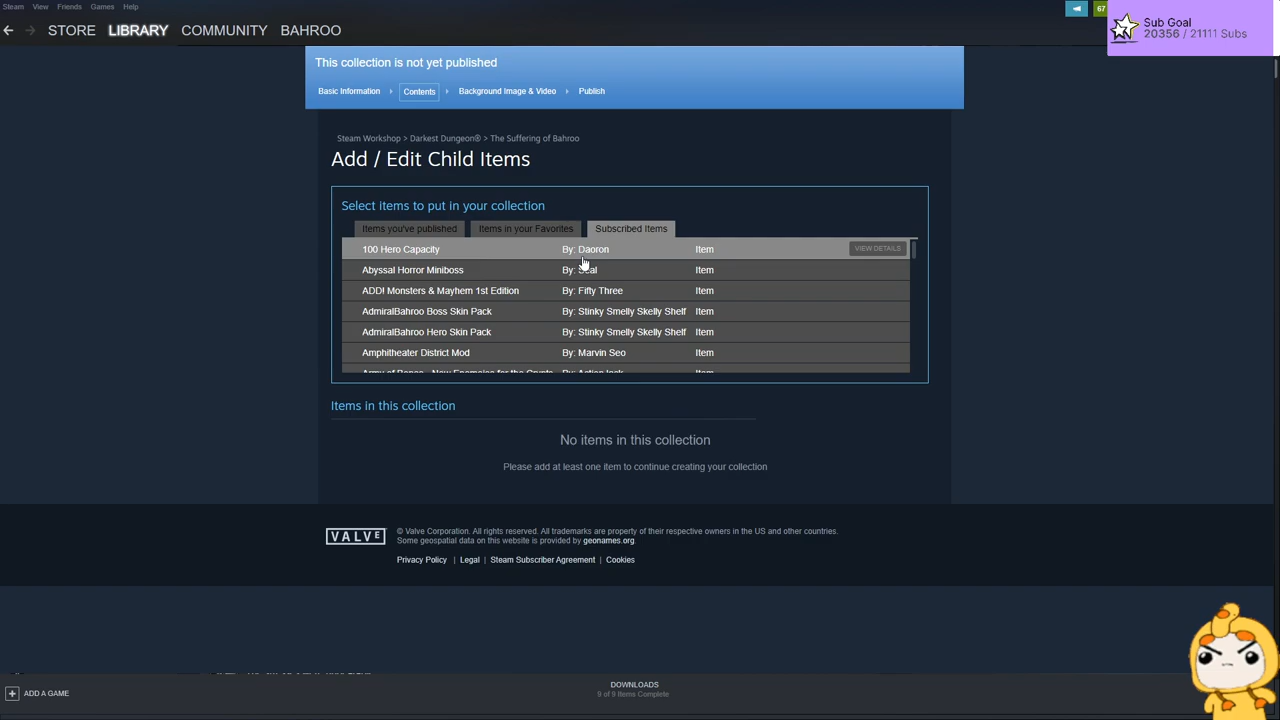 Steam View Friends Games Help
STORE LIBRARY COMMUNITY BAHROO
67
Sub Goal
20356 / 21111 Subs
This collection is not yet published
Basic Information Contents Background Image & Video Publish
Steam Workshop > Darkest Dungeon® > The Suffering of Bahroo
Add / Edit Child Items
Select items to put in your collection
Items you've published Items in your Favorites Subscribed Items
100 Hero Capacity By: Daoron Item VIEW DETAILS
Abyssal Horror Miniboss By: Item
ADDI Monsters & Mayhem 1st Edition By: Fifty Three Item
AdmiralBahroo Boss Skin Pack By: Stinky Smelly Skelly Shelf Item
AdmiralBahroo Hero Skin Pack By: Stinky Smelly Skelly Shelf Item
Amphitheater District Mod By: Marvin Seo Item
Items in this collection
No items in this collection
Please add at least one item to continue creating your collection
VALVE
© Valve Corporation. All rights reserved. All trademarks are property of their respective owners in the US and other countries.
Some geospatial data on this website is provided by geonames.org.
Privacy Policy | Legal | Steam Subscriber Agreement | Cookies
+ ADD A GAME
DOWNLOADS
9 of 9 Items Complete